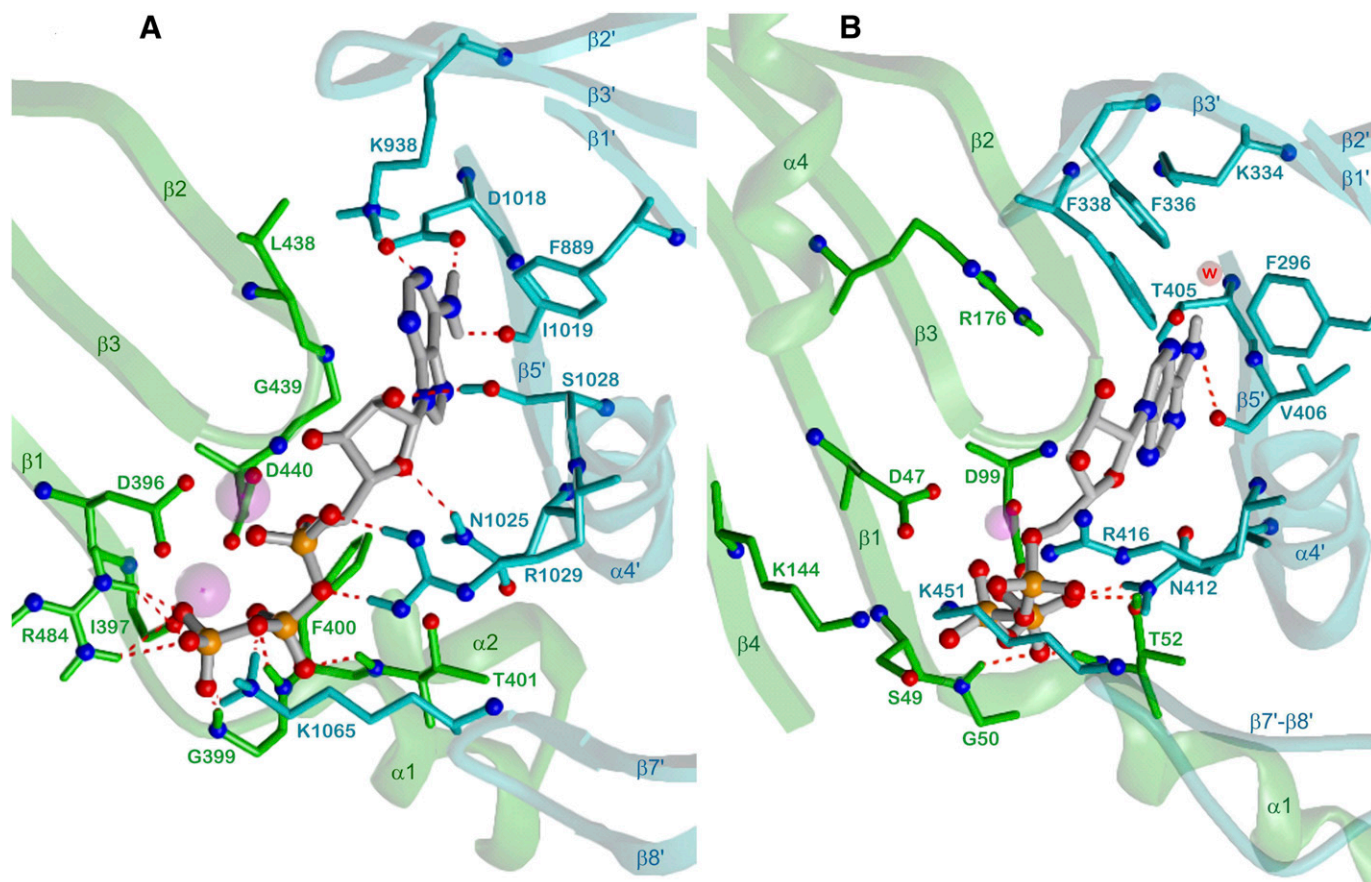 A
β2'
β3'
β1'
K938
β2
D1018
L438
F889
β3
I1019
β5'
G439
S1028
β1
D396
D440
N1025
R1029
α4'
R484
I397
F400
α2
T401
K1065
G399
α1
β7'
β8'
B
β3'
β2
β2'
α4
K334
β1'
F338
F336
F296
w
T405
R176
β3
β5'
V406
D47
D99
β1
R416
α4'
K144
K451
N412
β4
T52
S49
G50
β7'-β8'
α1